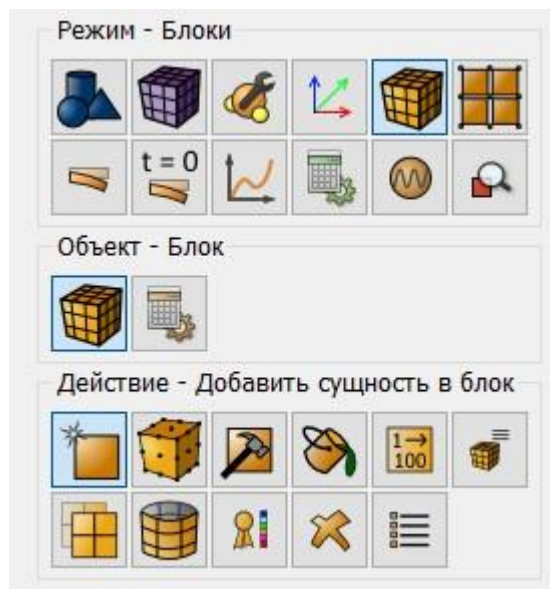 Режим - Блоки
t = 0
Объект - Блок
Действие - Добавить сущность в блок
1→
100